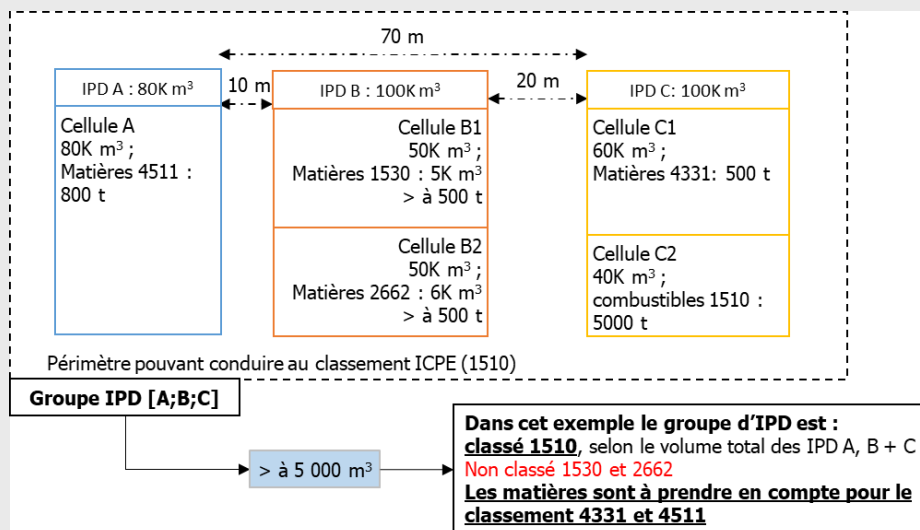 70 m
IPD A : 80K m³
10 m
IPD B : 100K m³
20 m
IPD C: 100K m³
Cellule A
80K m³ ;
Matières 4511 :
800 t
Cellule B1
50K m³ ;
Matières 1530 : 5K m³
> à 500 t
Cellule B2
50K m³ ;
Matières 2662 : 6K m³
> à 500 t
Cellule C1
60K m³ ;
Matières 4331: 500 t
Cellule C2
40K m³ ;
combustibles 1510 :
5000 t
Périmètre pouvant conduire au classement ICPE (1510)
Groupe IPD [A;B;C]
> à 5 000 m³
Dans cet exemple le groupe d'IPD est :
classé 1510, selon le volume total des IPD A, B + C
Non classé 1530 et 2662
Les matières sont à prendre en compte pour le
classement 4331 et 4511